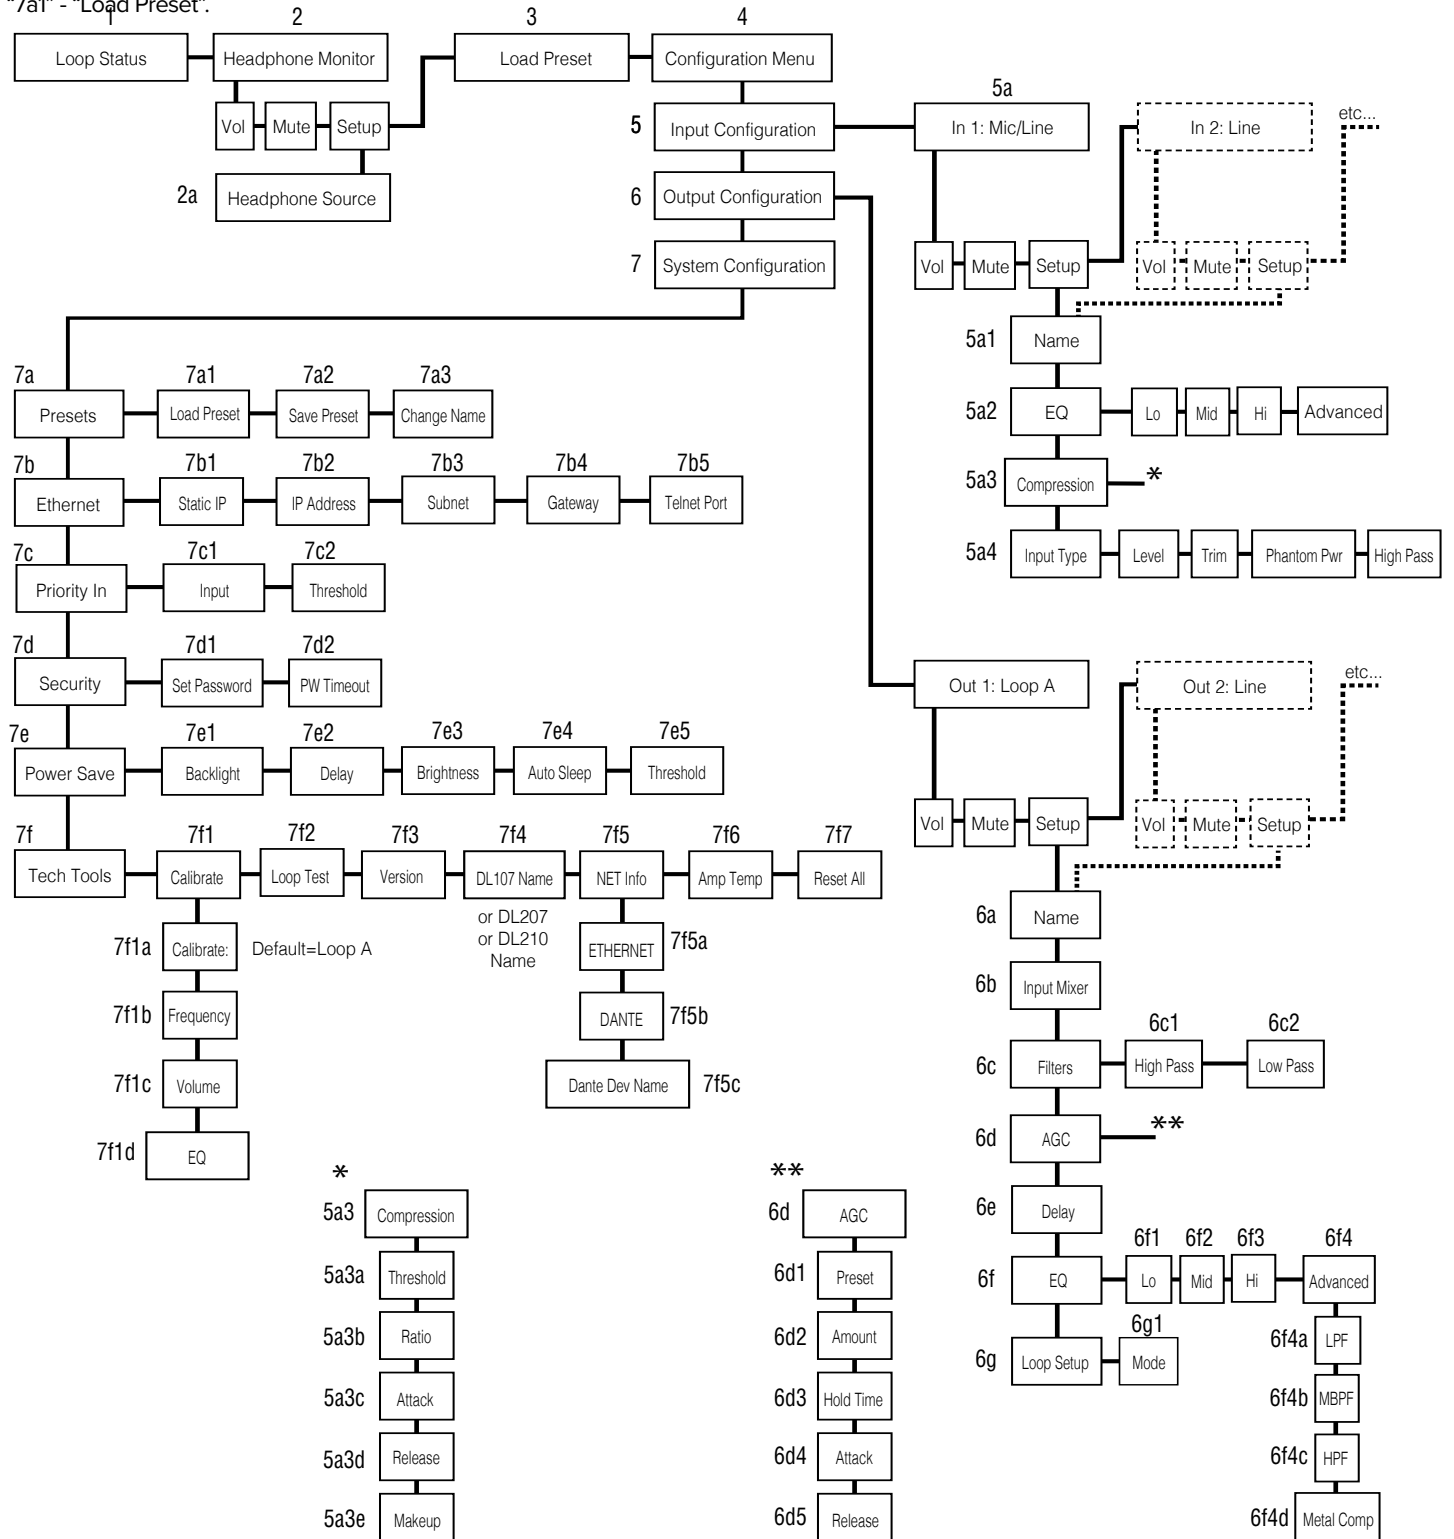 "7a1" - "Load Preset".
1
2
3
4
Loop Status
Headphone Monitor
Load Preset
Configuration Menu
Vol
Mute
Setup
2a
Headphone Source
5
Input Configuration
6
Output Configuration
7
System Configuration
5a
In 1: Mic/Line
In 2: Line
etc...
Vol
Mute
Setup
Vol
Mute
Setup
5a1
Name
5a2
EQ
Lo
Mid
Hi
Advanced
5a3
Compression
*
5a4
Input Type
Level
Trim
Phantom Pwr
High Pass
7a
7a1
7a2
7a3
Presets
Load Preset
Save Preset
Change Name
7b
7b1
7b2
7b3
7b4
7b5
Ethernet
Static IP
IP Address
Subnet
Gateway
Telnet Port
7c
7c1
7c2
Priority In
Input
Threshold
7d
7d1
7d2
Security
Set Password
PW Timeout
7e
7e1
7e2
7e3
7e4
7e5
Power Save
Backlight
Delay
Brightness
Auto Sleep
Threshold
7f
7f1
7f2
7f3
7f4
7f5
7f6
7f7
Tech Tools
Calibrate
Loop Test
Version
DL107 Name
NET Info
Amp Temp
Reset All
or DL207
or DL210
Name
7f1a
Calibrate:
Default=Loop A
7f1b
Frequency
7f1c
Volume
7f1d
EQ
ETHERNET
7f5a
DANTE
7f5b
Dante Dev Name
7f5c
Out 1: Loop A
Out 2: Line
etc...
Vol
Mute
Setup
Vol
Mute
Setup
6a
Name
6b
Input Mixer
6c
Filters
6c1
High Pass
6c2
Low Pass
6d
AGC
**
6e
Delay
6f
EQ
6f1
Lo
6f2
Mid
6f3
Hi
6f4
Advanced
6f4a
LPF
6f4b
MBPF
6f4c
HPF
6f4d
Metal Comp
6g
Loop Setup
6g1
Mode
*
5a3
Compression
5a3a
Threshold
5a3b
Ratio
5a3c
Attack
5a3d
Release
5a3e
Makeup
**
6d
AGC
6d1
Preset
6d2
Amount
6d3
Hold Time
6d4
Attack
6d5
Release